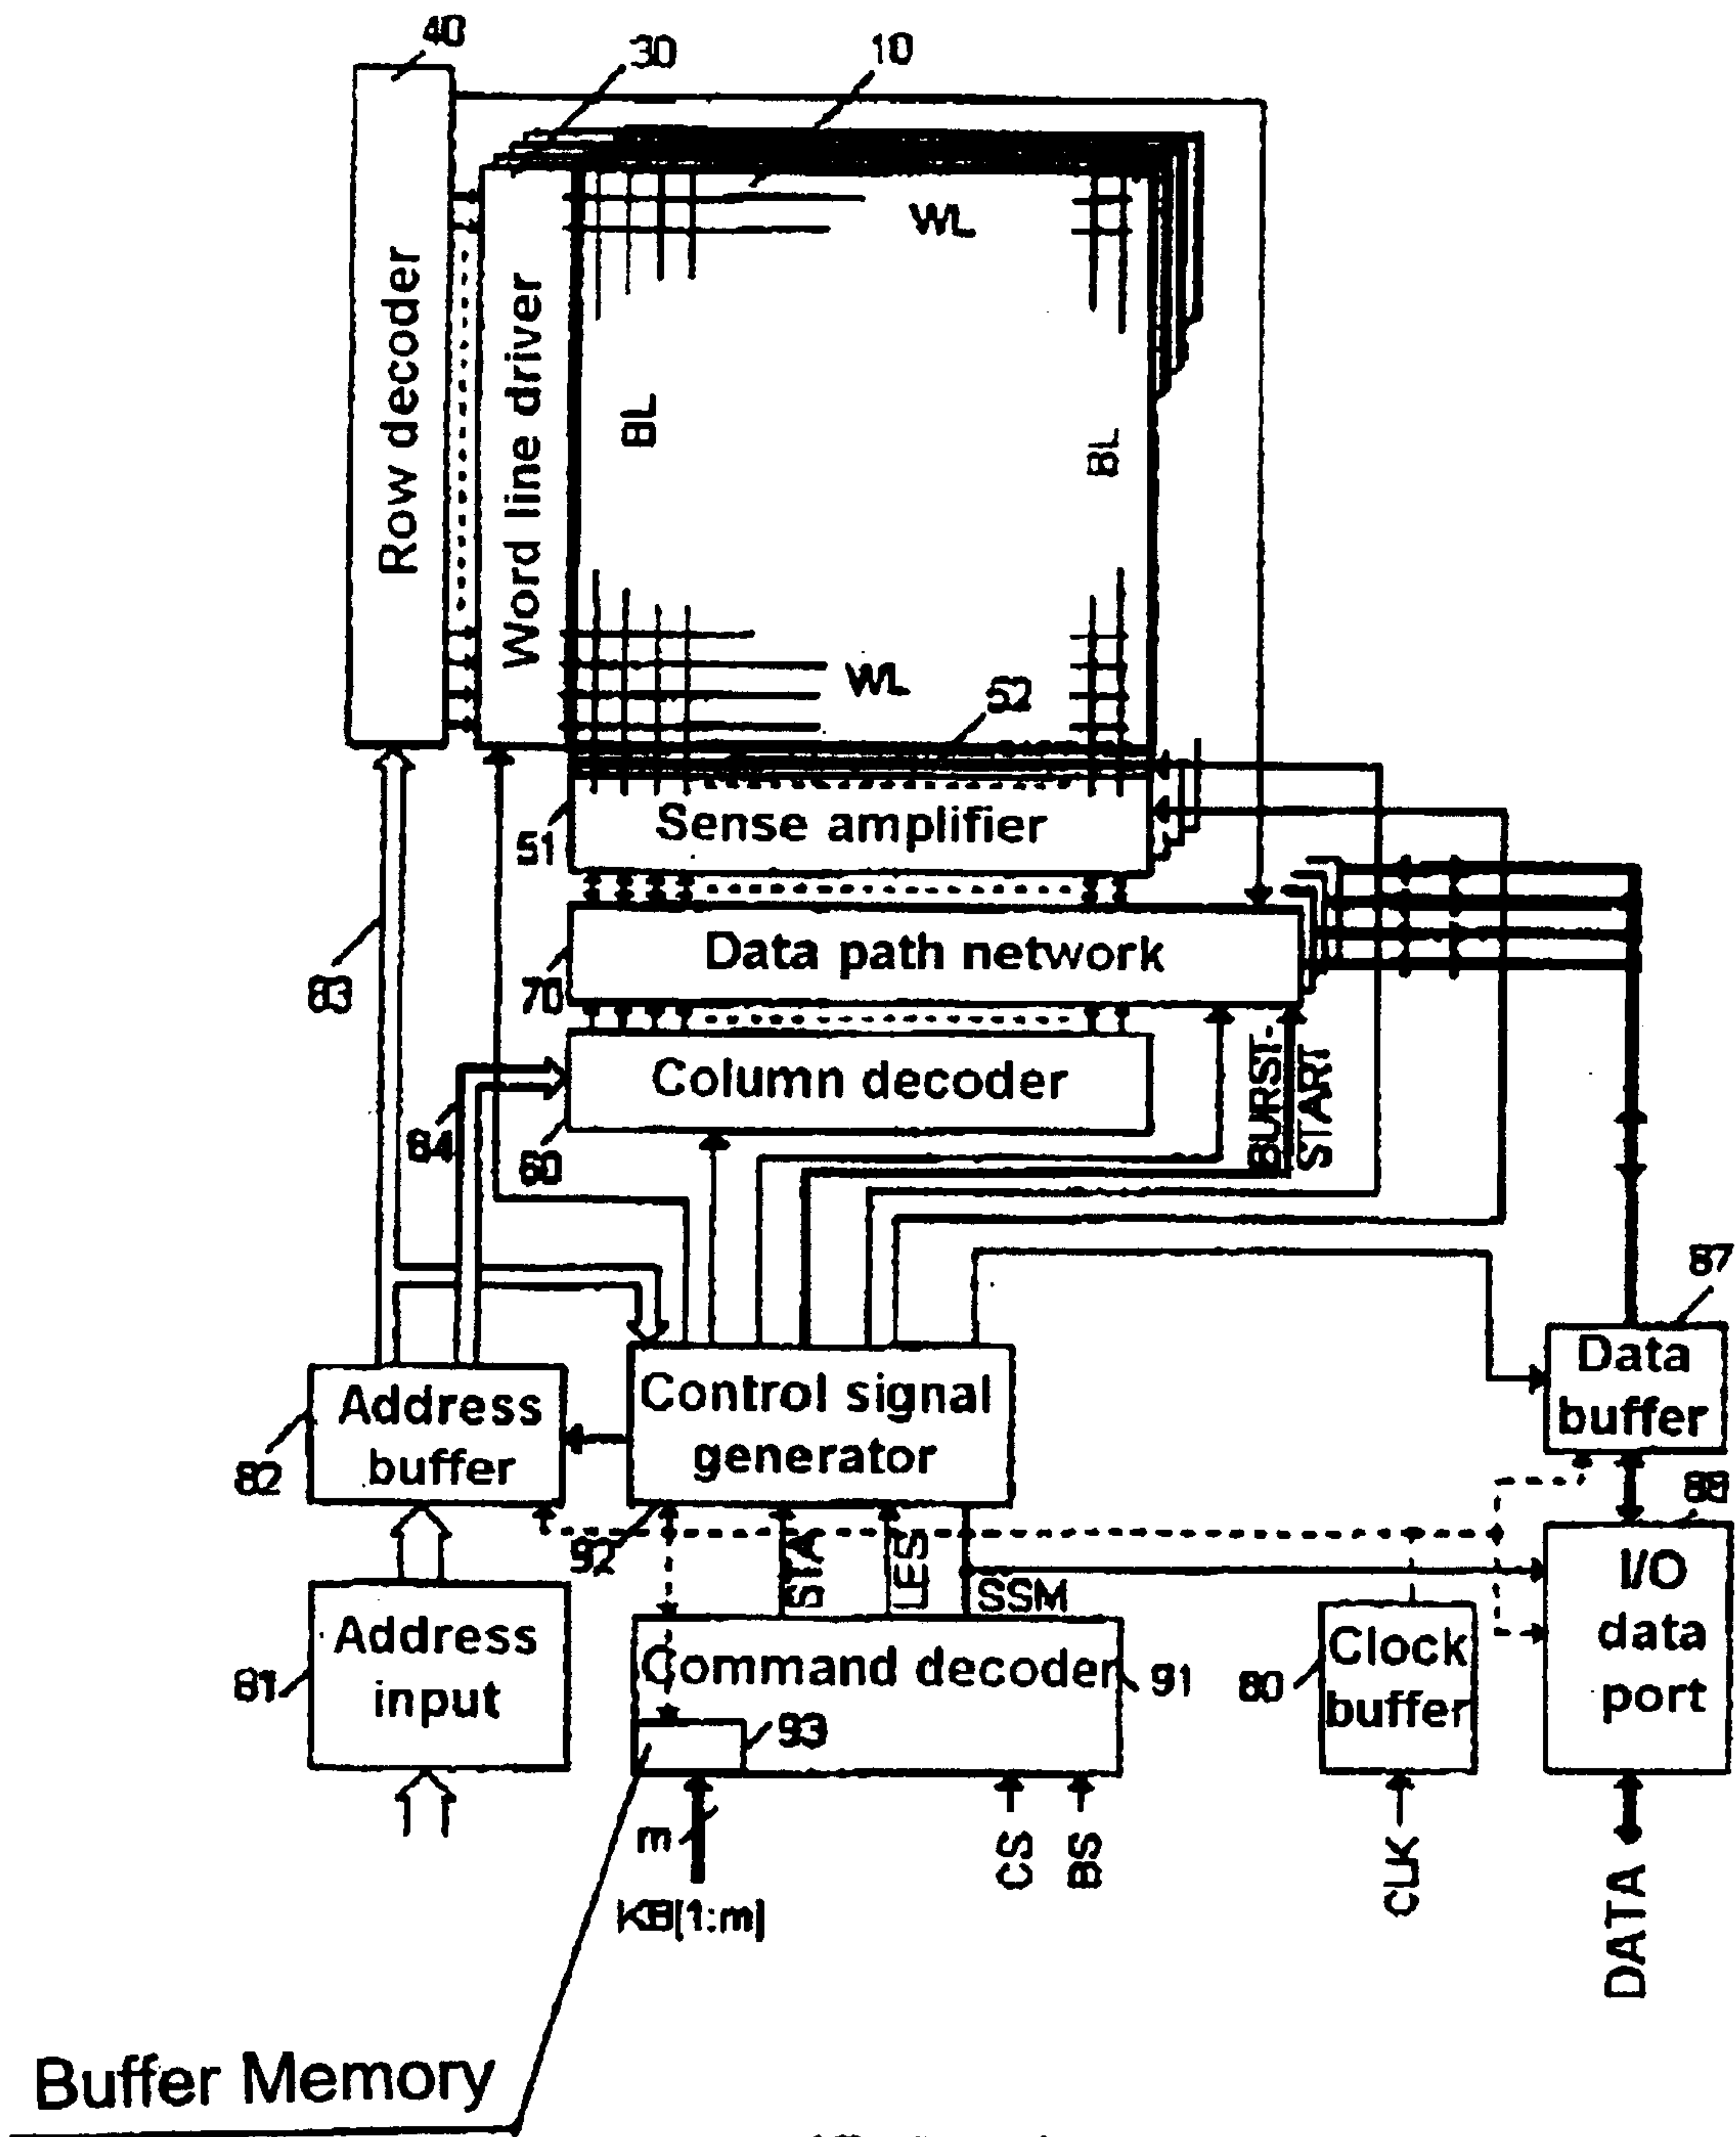 40
30
10
Row decoder
Word line driver
WL
BL
BL
WL
52
51
Sense amplifier
70
Data path network
83
84
60
Column decoder
BURST-
START
87
Data
buffer
82
Address
buffer
Control signal
generator
92
STA
LES
SSM
88
I/O
data
port
81
Address
input
Command decoder
91
93
80
Clock
buffer
m
KB[1:m]
CS
BS
CLK
DATA
Buffer Memory